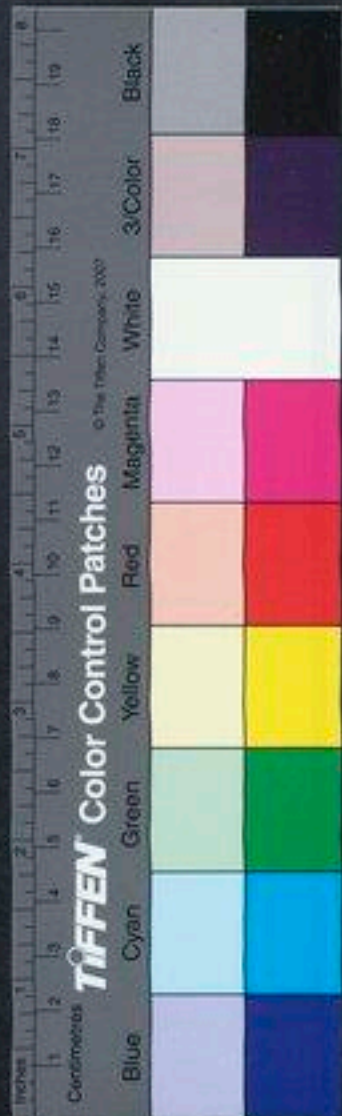 Inches
1
2
3
4
5
6
7
8
Centimetres
1
2
3
4
5
6
7
8
9
10
11
12
13
14
15
16
17
18
19
TIFFEN® Color Control Patches
© The Tiffen Company, 2007
Blue
Cyan
Green
Yellow
Red
Magenta
White
3/Color
Black